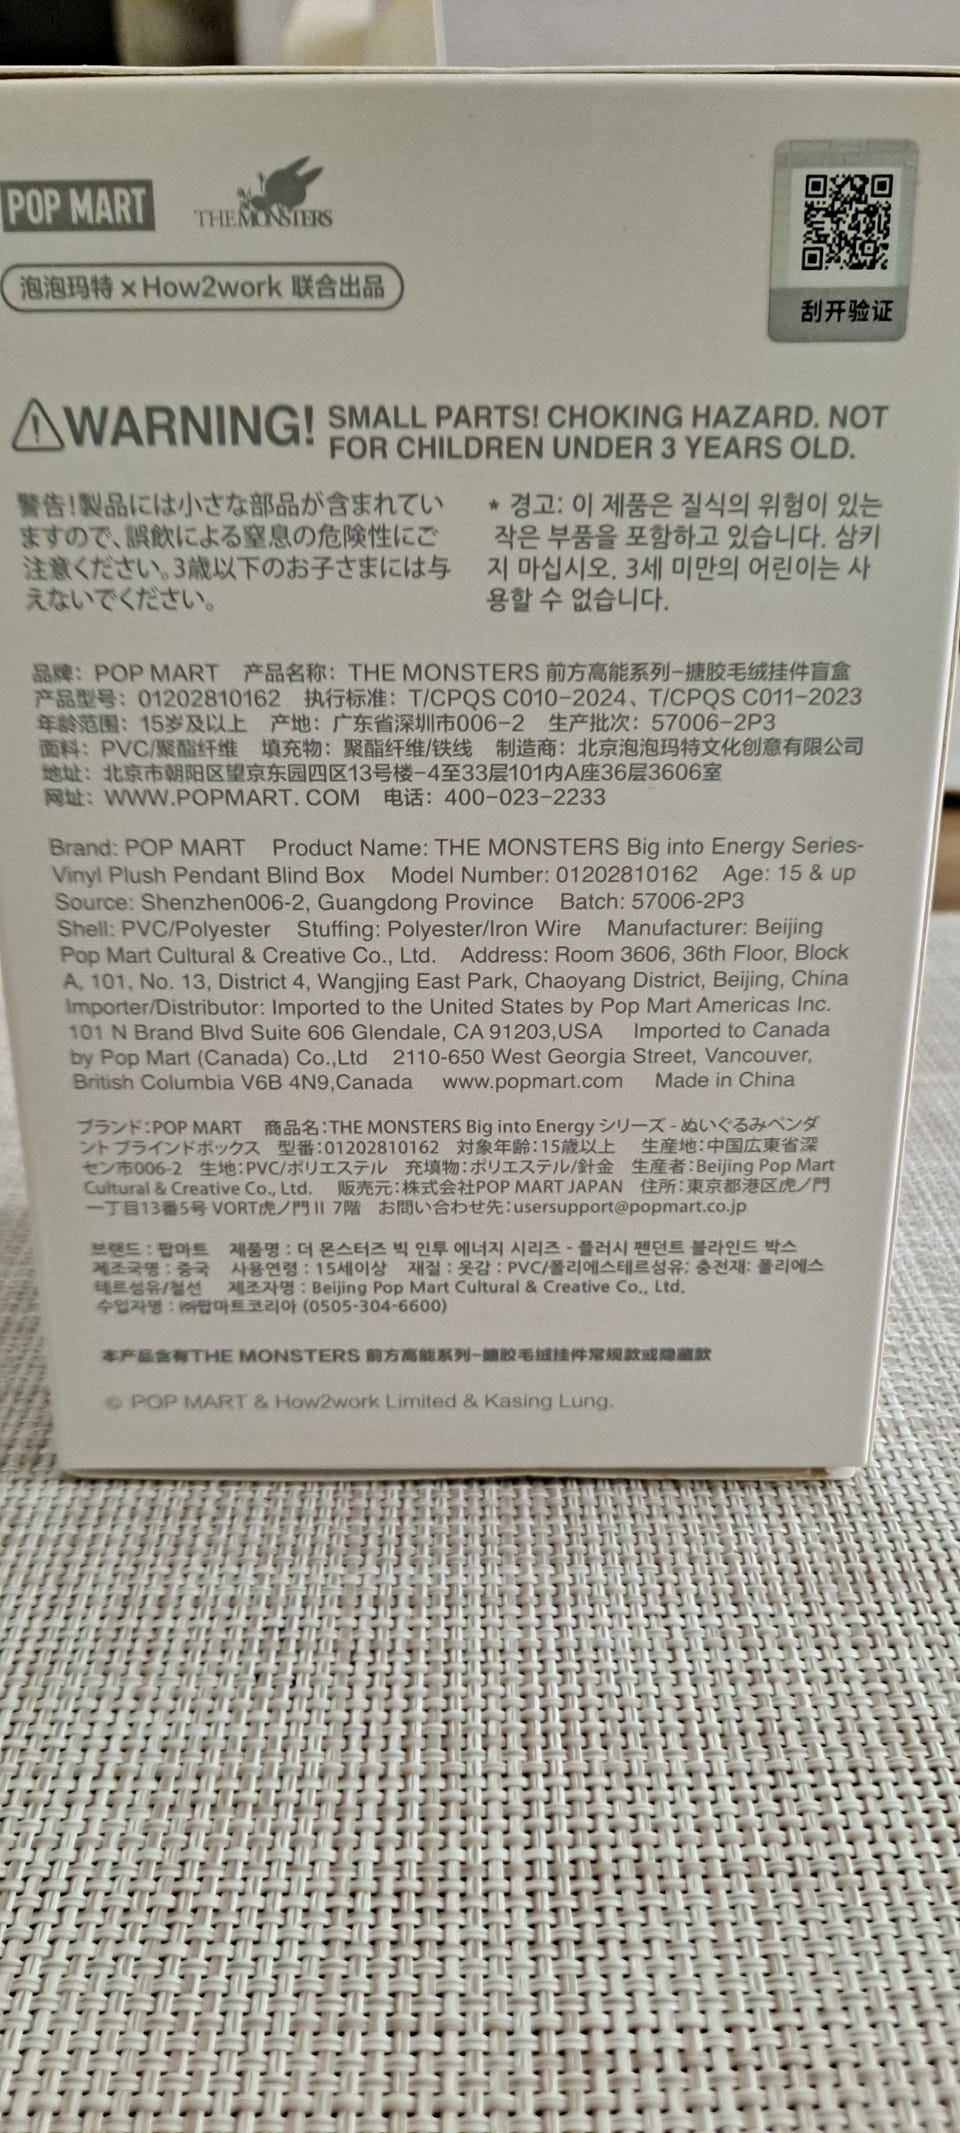 POP MART
THE MONSTERS
泡泡玛特 × How2work 联合出品
刮开验证
WARNING! SMALL PARTS! CHOKING HAZARD. NOT
FOR CHILDREN UNDER 3 YEARS OLD.
警告!製品には小さな部品が含まれてい
ますので、誤飲による窒息の危険性にご
注意ください。3歳以下のお子さまには与
えないでください。
* 경고: 이 제품은 질식의 위험이 있는
작은 부품을 포함하고 있습니다. 삼키
지 마십시오. 3세 미만의 어린이는 사
용할 수 없습니다.
品牌：POP MART 产品名称：THE MONSTERS 前方高能系列-搪胶毛绒挂件盲盒
产品型号：01202810162 执行标准：T/CPQS C010-2024、T/CPQS C011-2023
年龄范围：15岁及以上 产地：广东省深圳市006-2 生产批次：57006-2P3
面料：PVC/聚酯纤维 填充物：聚酯纤维/铁线 制造商：北京泡泡玛特文化创意有限公司
地址：北京市朝阳区望京东园四区13号楼-4至33层101内A座36层3606室
网址：WWW.POPMART. COM 电话：400-023-2233
Brand: POP MART Product Name: THE MONSTERS Big into Energy Series-
Vinyl Plush Pendant Blind Box Model Number: 01202810162 Age: 15 & up
Source: Shenzhen006-2, Guangdong Province Batch: 57006-2P3
Shell: PVC/Polyester Stuffing: Polyester/Iron Wire Manufacturer: Beijing
Pop Mart Cultural & Creative Co., Ltd. Address: Room 3606, 36th Floor, Block
A, 101, No. 13, District 4, Wangjing East Park, Chaoyang District, Beijing, China
Importer/Distributor: Imported to the United States by Pop Mart Americas Inc.
101 N Brand Blvd Suite 606 Glendale, CA 91203,USA Imported to Canada
by Pop Mart (Canada) Co.,Ltd 2110-650 West Georgia Street, Vancouver,
British Columbia V6B 4N9,Canada www.popmart.com Made in China
ブランド:POP MART 商品名:THE MONSTERS Big into Energy シリーズ - ぬいぐるみペンダ
ント ブラインドボックス 型番:01202810162 対象年齢:15歳以上 生産地:中国広東省深
セン市006-2 生地:PVC/ポリエステル 充填物:ポリエステル/針金 生産者:Beijing Pop Mart
Cultural & Creative Co., Ltd. 販売元:株式会社POP MART JAPAN 住所:東京都港区虎ノ門
一丁目13番5号 VORT虎ノ門II 7階 お問い合わせ先:usersupport@popmart.co.jp
브랜드 : 팝마트 제품명 : 더 몬스터즈 빅 인투 에너지 시리즈 - 플러시 펜던트 블라인드 박스
제조국명 : 중국 사용연령 : 15세이상 재질 : 옷감 : PVC/폴리에스테르섬유; 충전재: 폴리에스
테르섬유/철선 제조자명 : Beijing Pop Mart Cultural & Creative Co., Ltd.
수입자명 : ㈜팝마트코리아 (0505-304-6600)
本产品含有THE MONSTERS 前方高能系列-搪胶毛绒挂件常规款或隐藏款
© POP MART & How2work Limited & Kasing Lung.